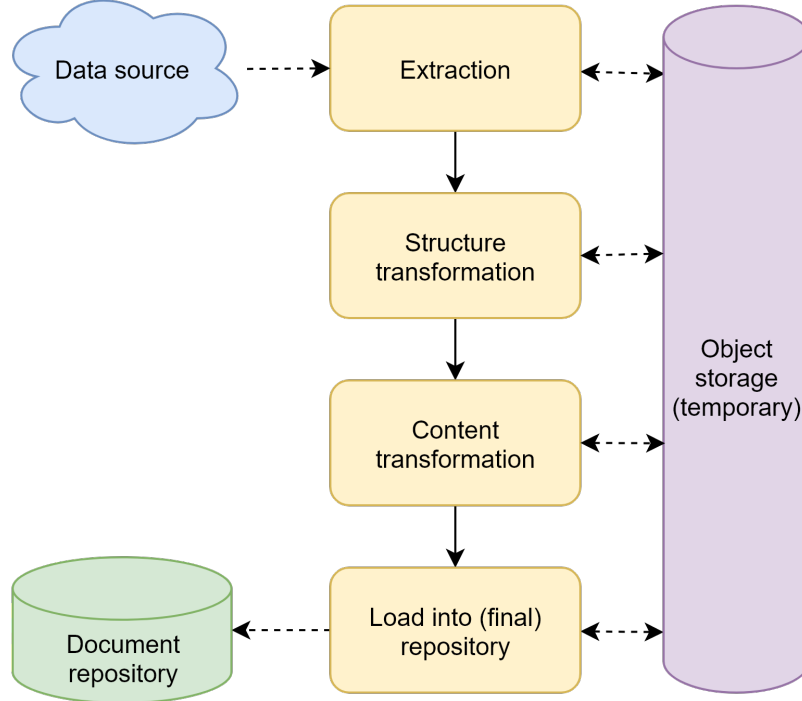 Data source
Extraction
Structure
transformation
Content
transformation
Object
storage
(temporary)
Load into (final)
repository
Document
repository